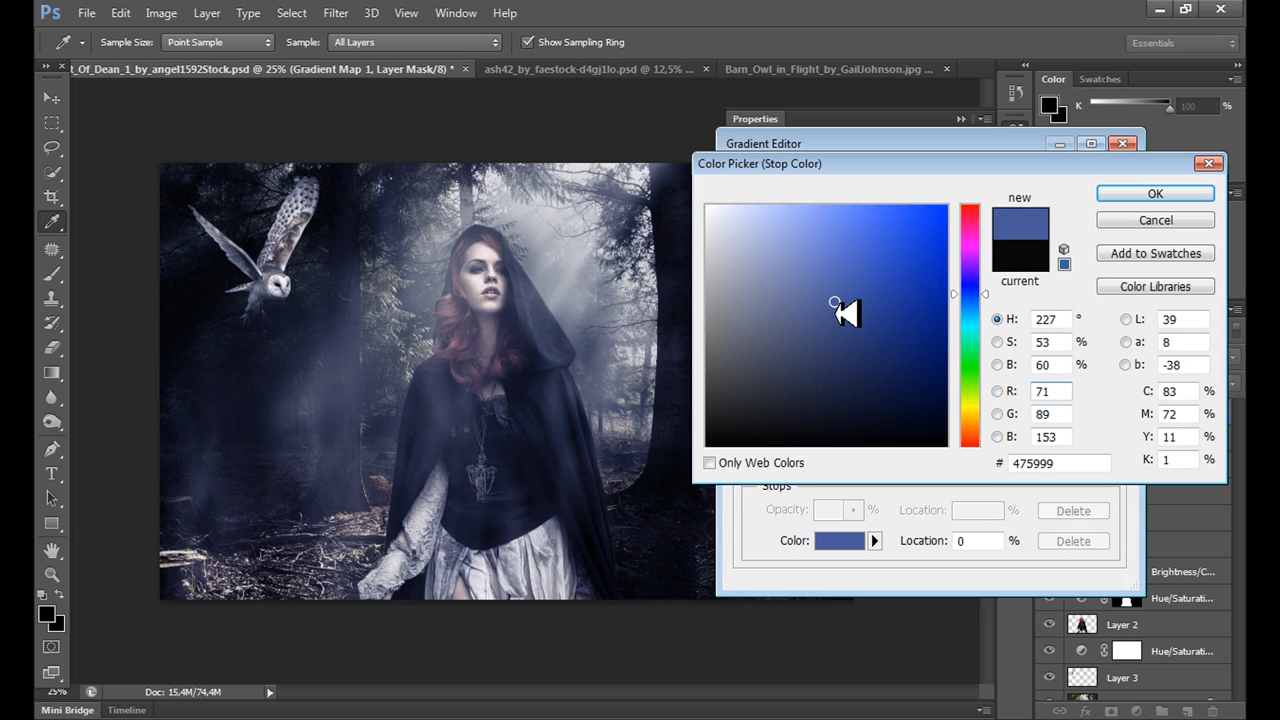 Ps File Edit Image Layer Type Select Filter 3D View Window Help
Sample Size: Point Sample Sample: All Layers Show Sampling Ring Essentials
t_Of_Dean_1_by_angel1592Stock.psd @ 25% (Gradient Map 1, Layer Mask/8) * ash42_by_faestock-d4gj1lo.psd @ 12,5% ... Barn_Owl_in_Flight_by_GailJohnson.jpg ...
Color Swatches
K 100 %
Properties
Gradient Editor
Color Picker (Stop Color)
new
OK
Cancel
Add to Swatches
current
Color Libraries
H: 227 ° L: 39
S: 53 % a: 8
B: 60 % b: -38
R: 71 C: 83 %
G: 89 M: 72 %
B: 153 Y: 11 %
Only Web Colors # 475999 K: 1 %
Stops
Opacity: % Location: % Delete
Color: Location: 0 % Delete
Brightness/C...
Hue/Saturati...
Layer 2
Hue/Saturati...
Layer 3
25% Doc: 15,4M/74,4M
Mini Bridge Timeline